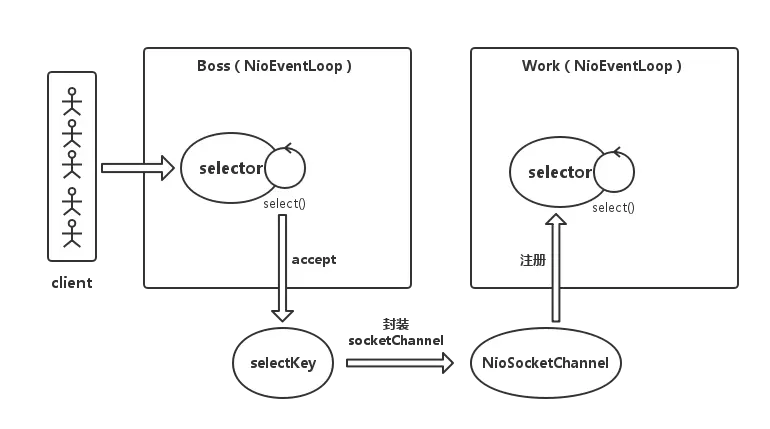 Boss（NioEventLoop）
Work（NioEventLoop）
selector
select()
selector
select()
client
accept
注册
selectKey
封装
socketChannel
NioSocketChannel